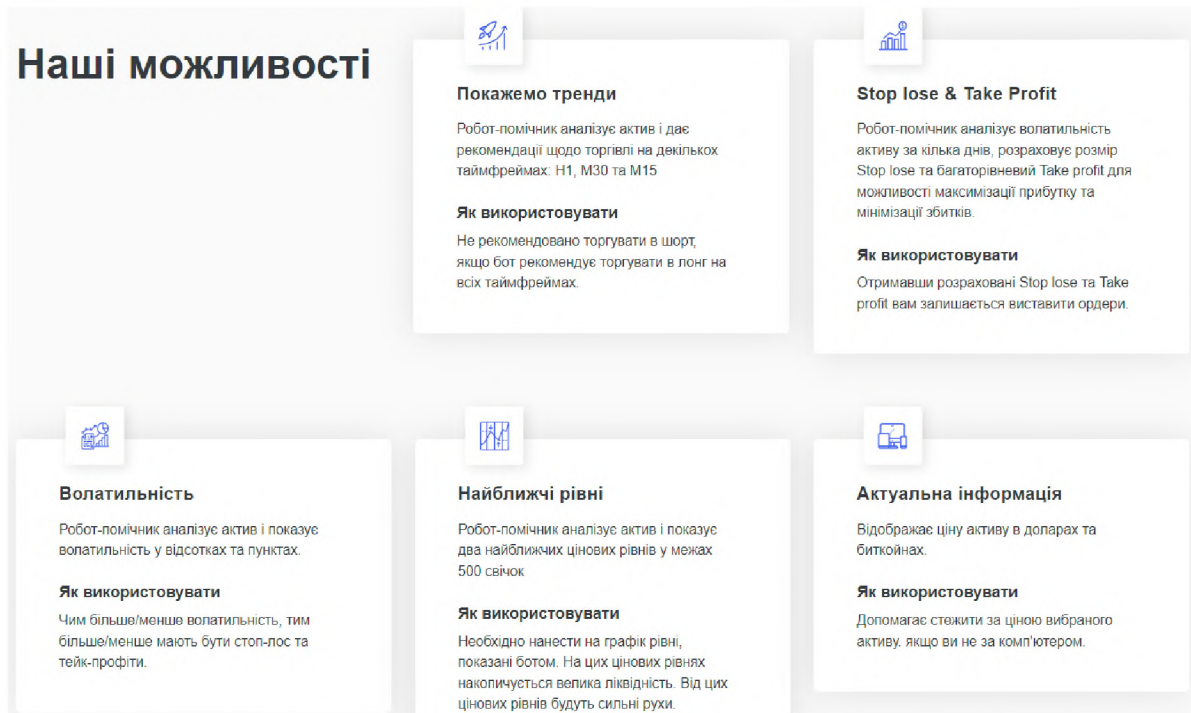 Наші можливості
Покажемо тренди
Робот-помічник аналізує актив і дає
рекомендації щодо торгівлі на декількох
таймфреймах: H1, M30 та M15
Як використовувати
Не рекомендовано торгувати в шорт,
якщо бот рекомендує торгувати в лонг на
всіх таймфреймах.
Stop lose & Take Profit
Робот-помічник аналізує волатильність
активу за кілька днів, розраховує розмір
Stop lose та багаторівневий Take profit для
можливості максимізації прибутку та
мінімізації збитків.
Як використовувати
Отримавши розраховані Stop lose та Take
profit вам залишається виставити ордери.
Волатильність
Робот-помічник аналізує актив і показує
волатильність у відсотках та пунктах.
Як використовувати
Чим більше/менше волатильність, тим
більше/менше мають бути стоп-лос та
тейк-профіти.
Найближчі рівні
Робот-помічник аналізує актив і показує
два найближчих цінових рівнів у межах
500 свічок
Як використовувати
Необхідно нанести на графік рівні,
показані ботом. На цих цінових рівнях
накопичується велика ліквідність. Від цих
цінових рівнів будуть сильні рухи.
Актуальна інформація
Відображає ціну активу в доларах та
биткойнах.
Як використовувати
Допомагає стежити за ціною вибраного
активу. якщо ви не за комп'ютером.